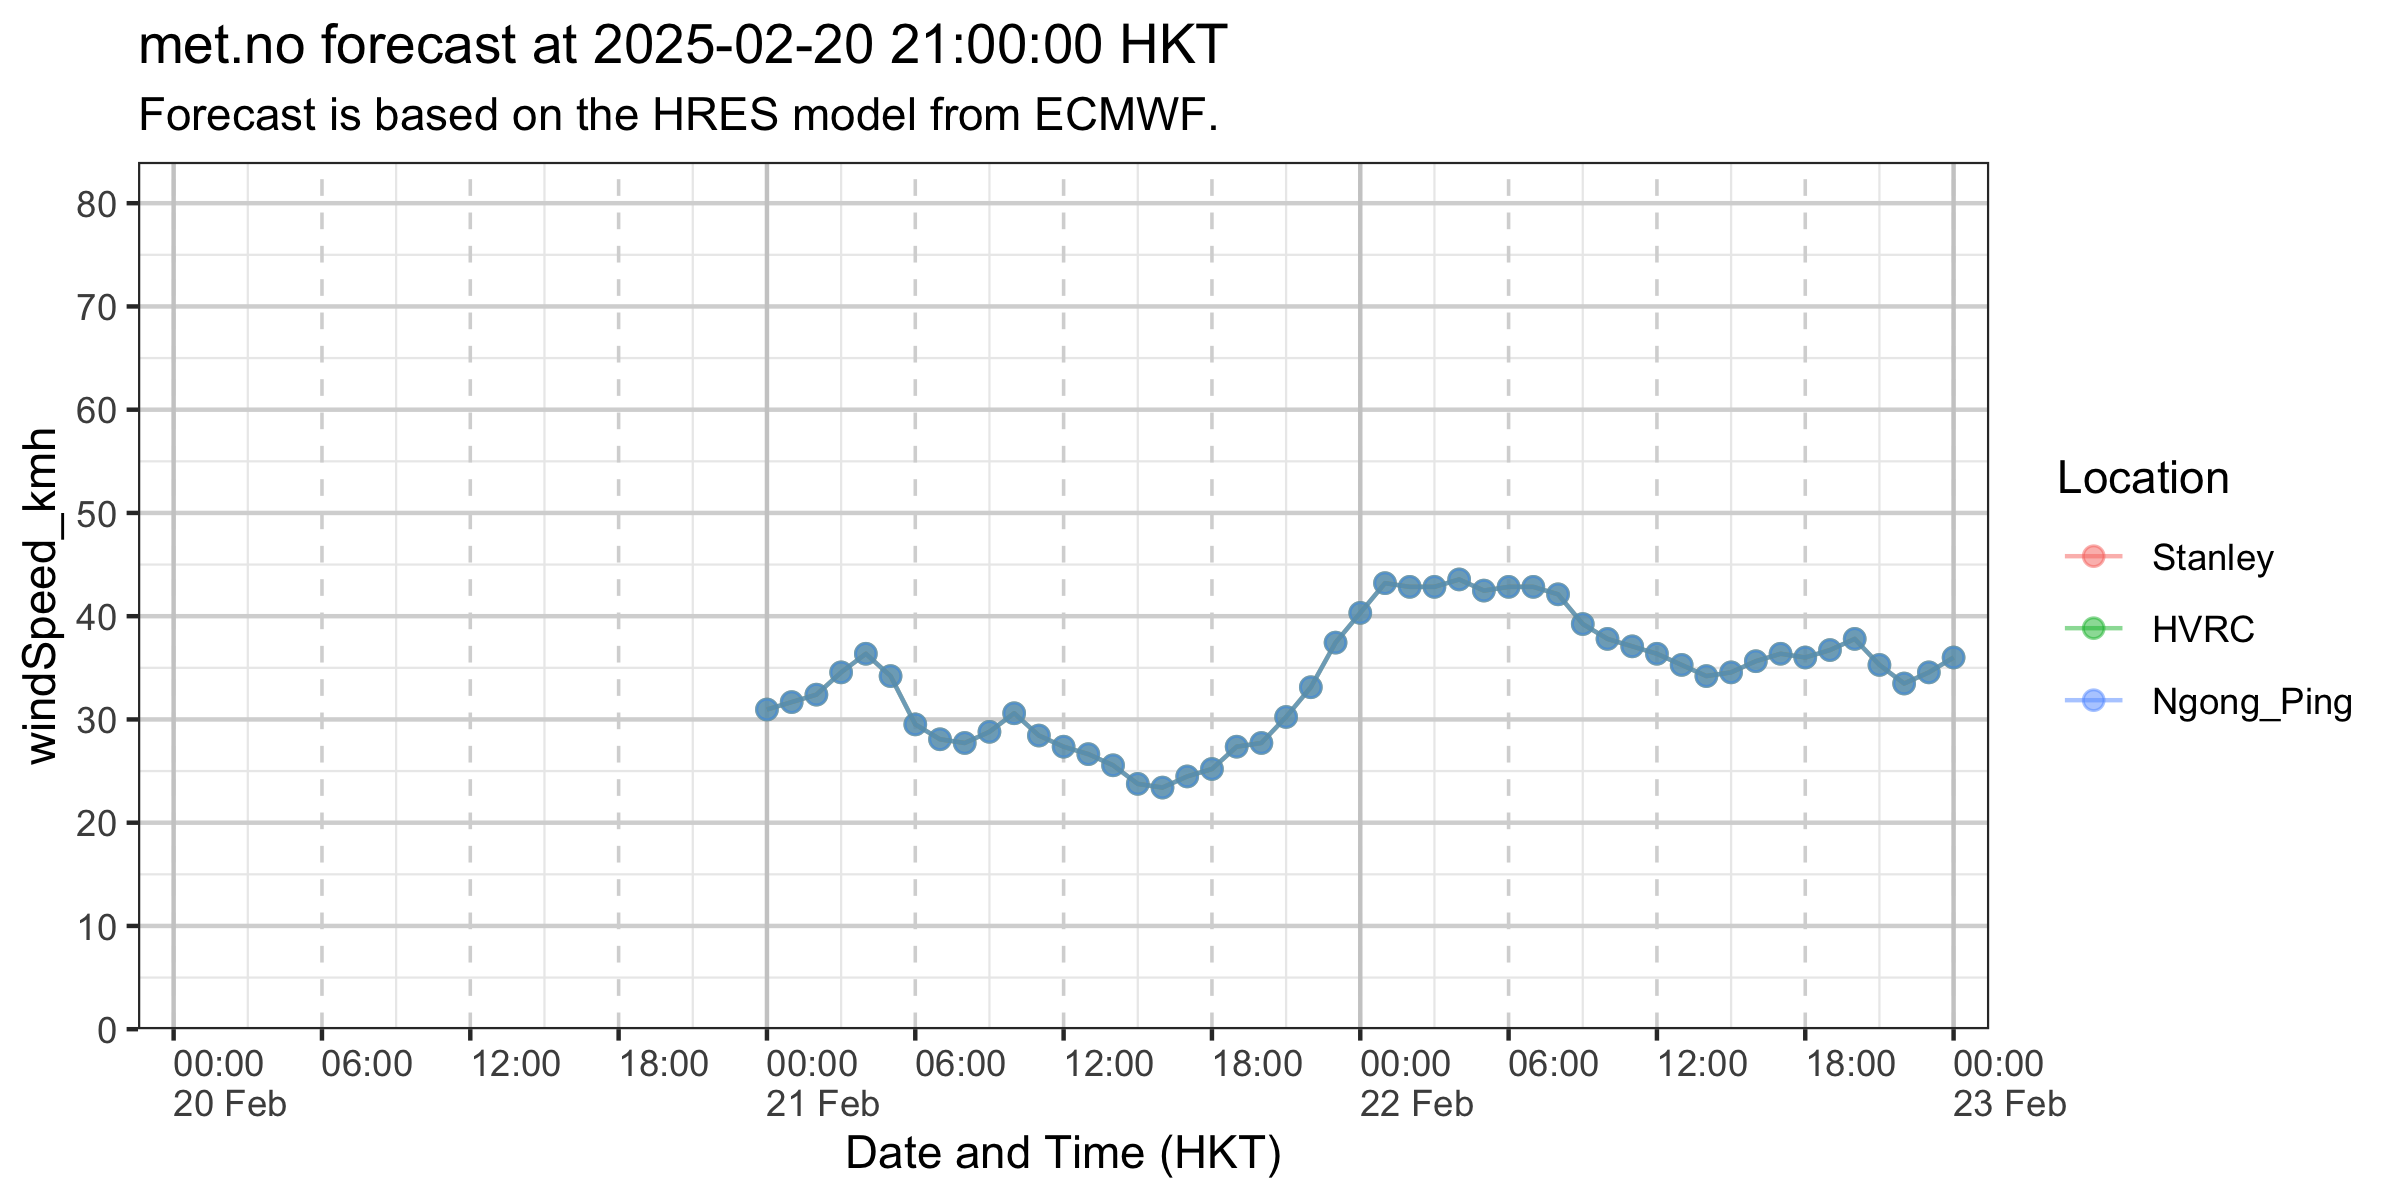 met.no forecast at 2025-02-20 21:00:00 HKT
Forecast is based on the HRES model from ECMWF.
windSpeed_kmh
80
70
60
50
40
30
20
10
0
00:00 06:00 12:00 18:00 00:00 06:00 12:00 18:00 00:00 06:00 12:00 18:00 00:00
20 Feb 21 Feb 22 Feb 23 Feb
Date and Time (HKT)
Location
Stanley
HVRC
Ngong_Ping